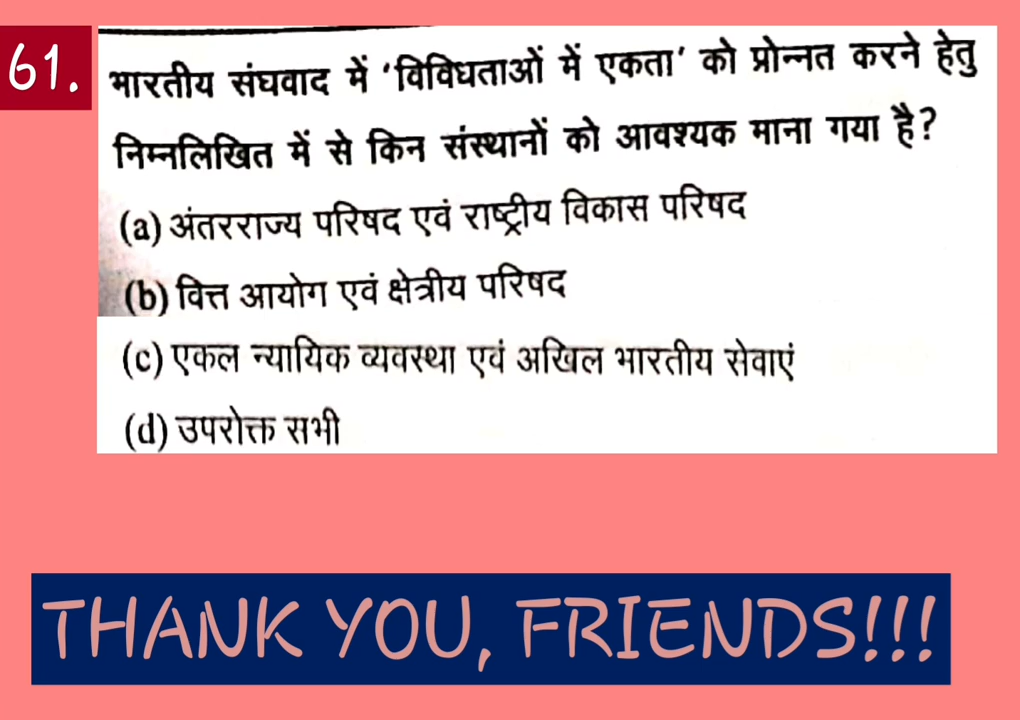 61.
भारतीय संघवाद में ‘विविधताओं में एकता’ को प्रोन्नत करने हेतु
निम्नलिखित में से किन संस्थानों को आवश्यक माना गया है?
(a) अंतरराज्य परिषद एवं राष्ट्रीय विकास परिषद
(b) वित्त आयोग एवं क्षेत्रीय परिषद
(c) एकल न्यायिक व्यवस्था एवं अखिल भारतीय सेवाएं
(d) उपरोक्त सभी
THANK YOU, FRIENDS!!!